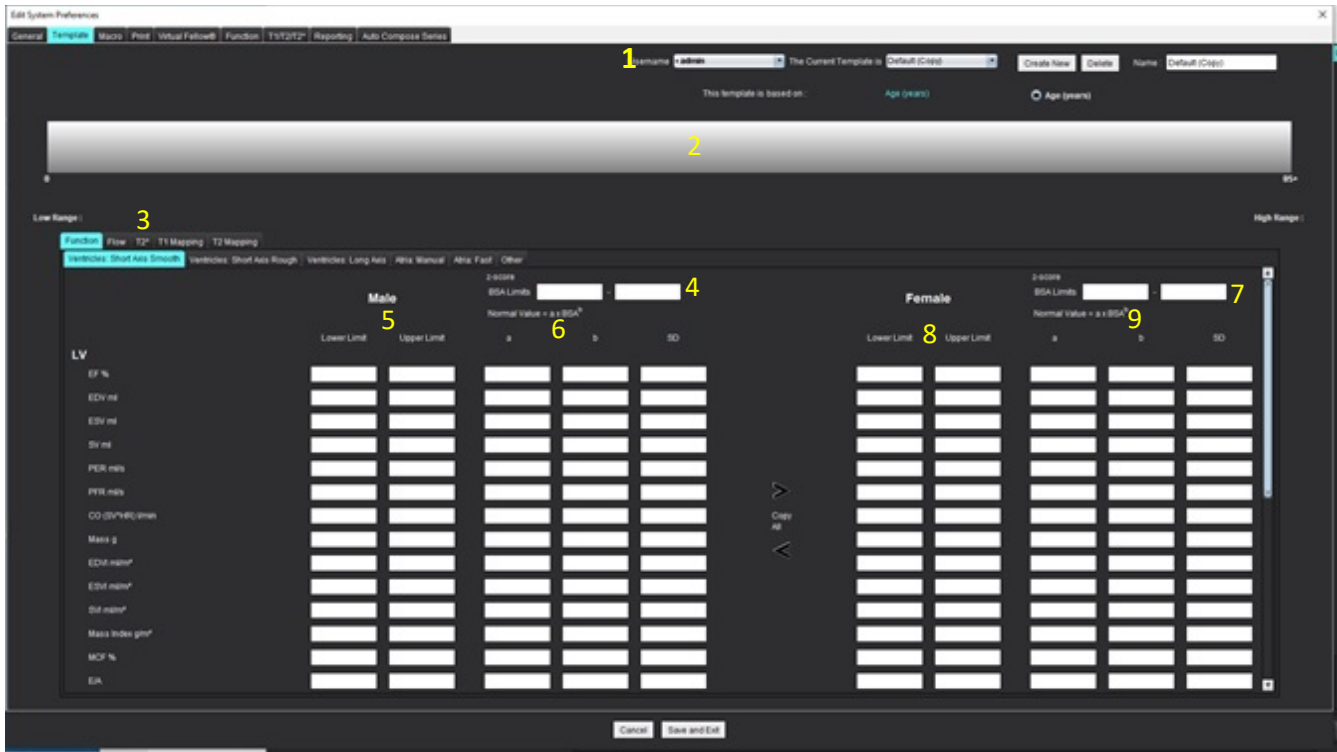 Edit System Preferences
General Template Macro Print Virtual Fellow® Function T1/T2/T2* Reporting Auto Compose Series
1 Username - admin The Current Template is Default (Copy) Create New Delete Name Default (Copy)
This template is based on : Age (years) Age (years)
2
0 85+
Low Range : High Range :
3
Function Flow T2* T1 Mapping T2 Mapping
Ventricles: Short Axis Smooth Ventricles: Short Axis Rough Ventricles: Long Axis Atria: Manual Atria: Fast Other
z-score z-score
Male BSA Limits - 4 Female BSA Limits - 7
5 Normal Value = a x BSA^b 6 8 Normal Value = a x BSA^b 9
Lower Limit Upper Limit a b SD Lower Limit Upper Limit a b SD
LV
EF %
EDV ml
ESV ml
SV ml
PER ml/s
PFR ml/s
>
CO (SV*HR) l/min Copy All
Mass g
<
EDVI ml/m²
ESVI ml/m²
SVI ml/m²
Mass Index g/m²
MCF %
E/A
Cancel Save and Exit